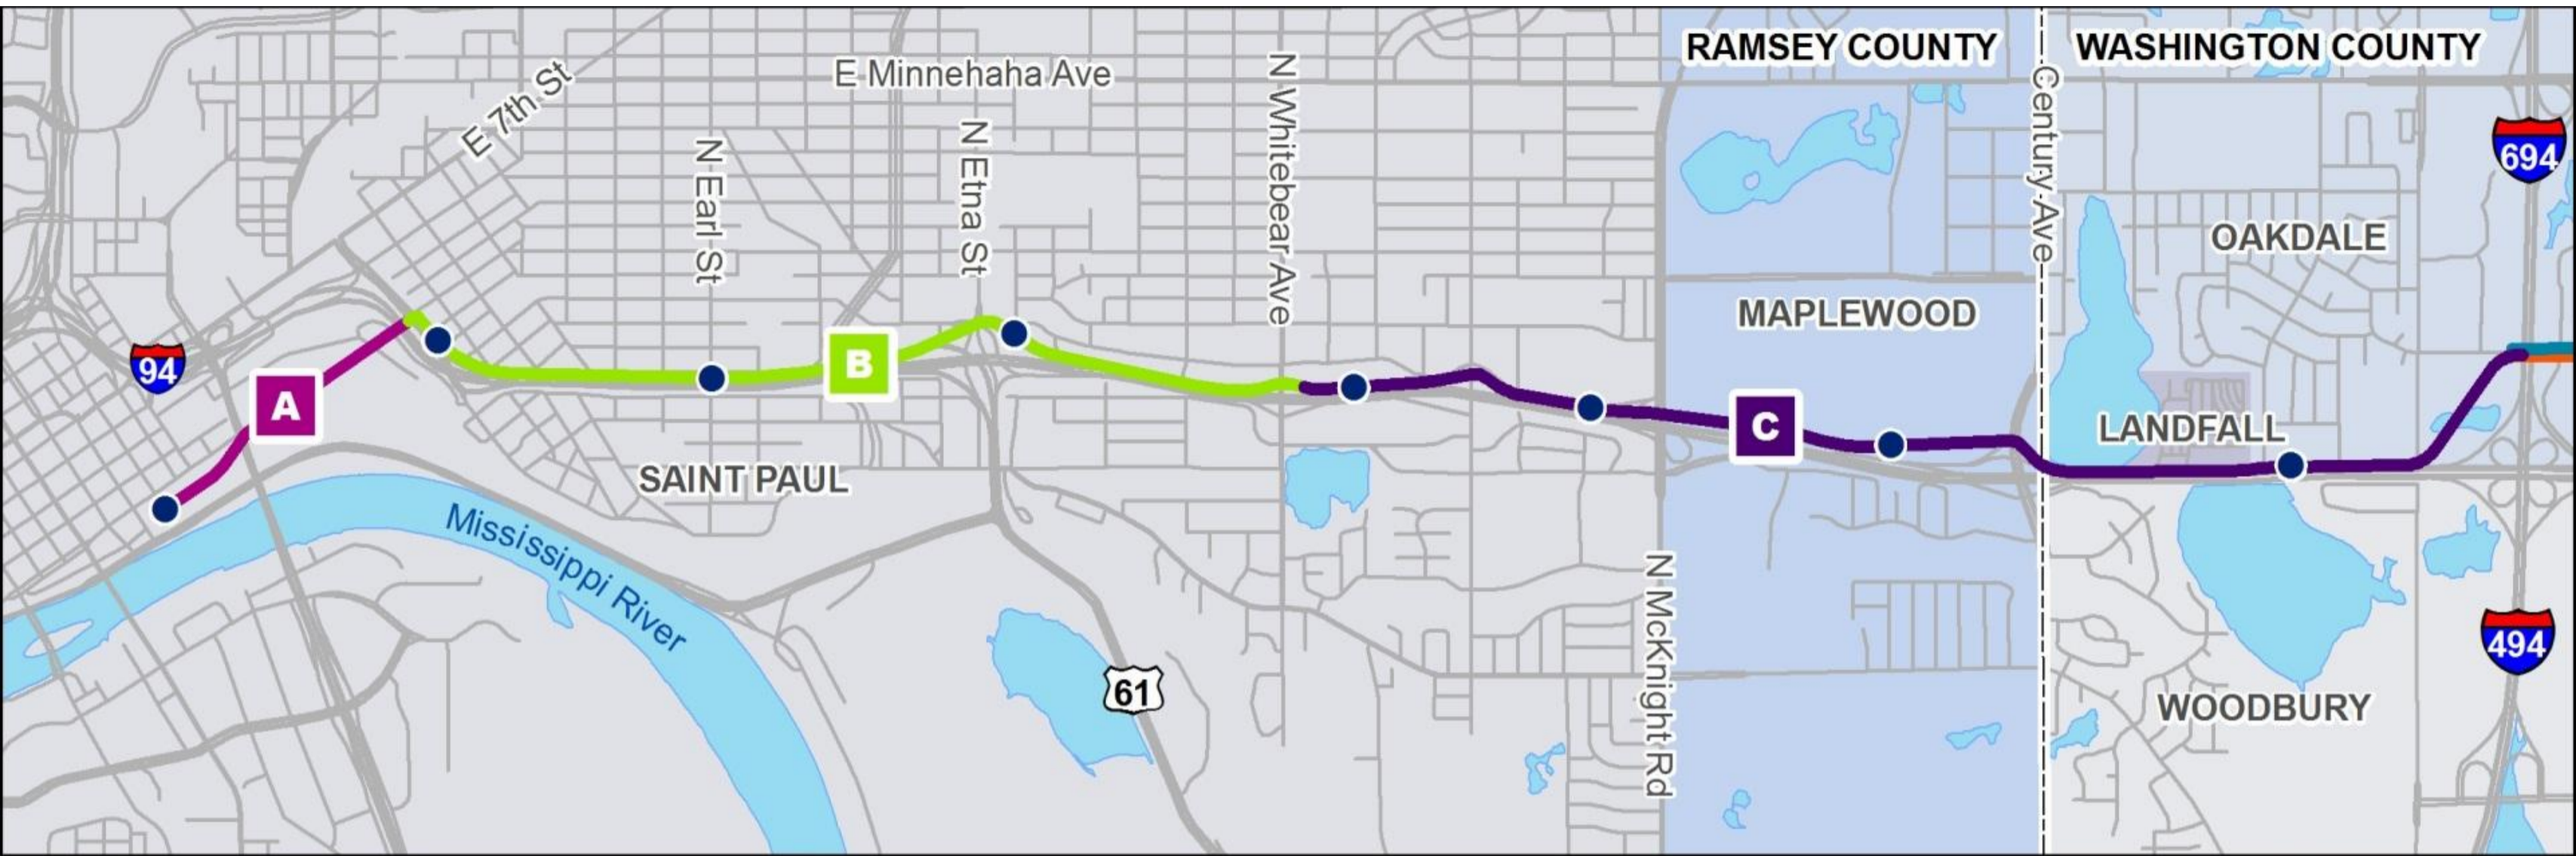 RAMSEY COUNTY
WASHINGTON COUNTY
E Minnehaha Ave
E 7th St
N Earl St
N Etna St
N Whitebear Ave
Century Ave
694
OAKDALE
MAPLEWOOD
94
A
B
C
LANDFALL
SAINT PAUL
Mississippi River
N McKnight Rd
61
494
WOODBURY